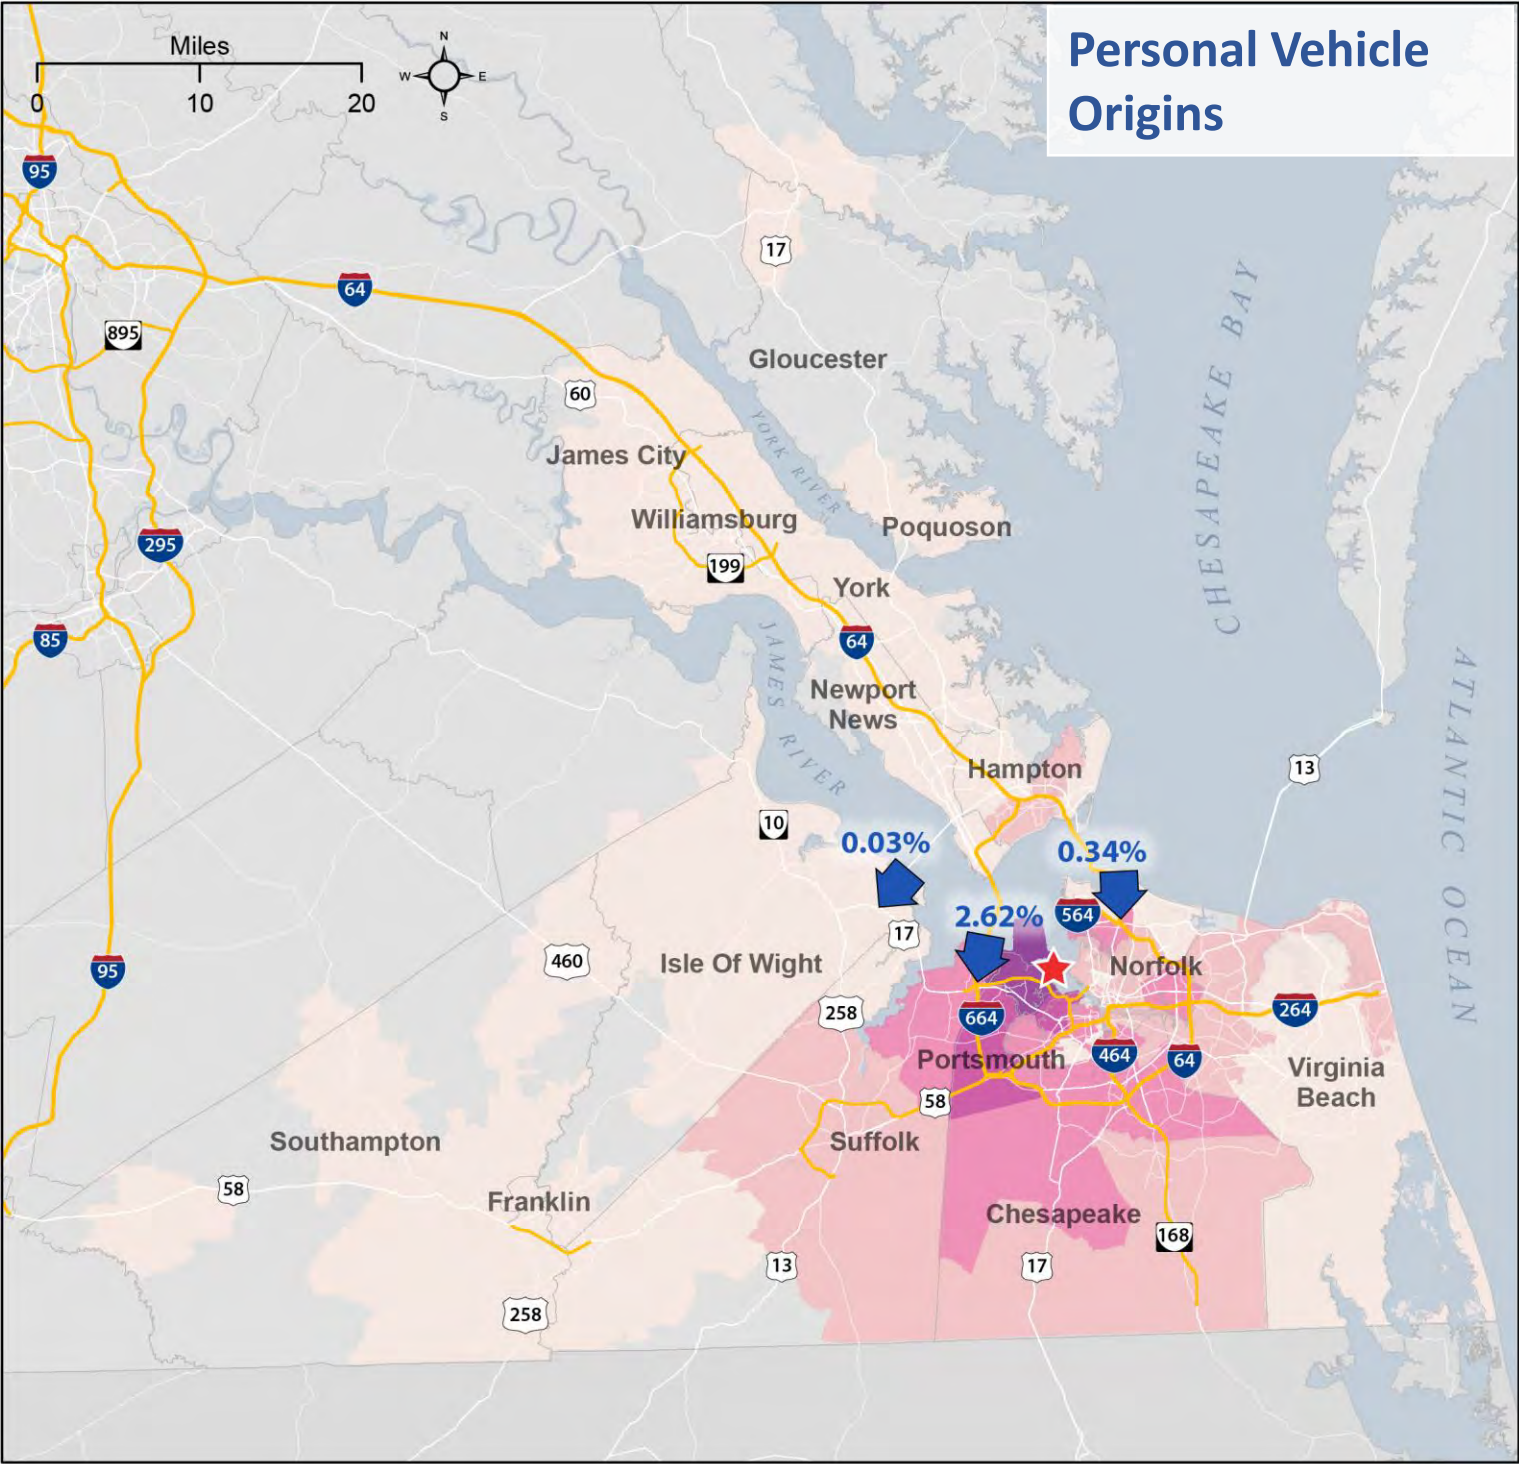 Personal Vehicle
Origins
Miles
0 10 20
N
W E
S
95
17
64
895
CHESAPEAKE BAY
Gloucester
60
YORK RIVER
James City
Williamsburg
Poquoson
295
199
York
85
64
JAMES RIVER
Newport
News
ATLANTIC OCEAN
13
Hampton
10
0.03%
0.34%
2.62%
564
17
460
Isle Of Wight
Norfolk
95
258
664
264
Portsmouth
464
64
Virginia
Beach
58
Southampton
Suffolk
58
Franklin
Chesapeake
168
13
17
258